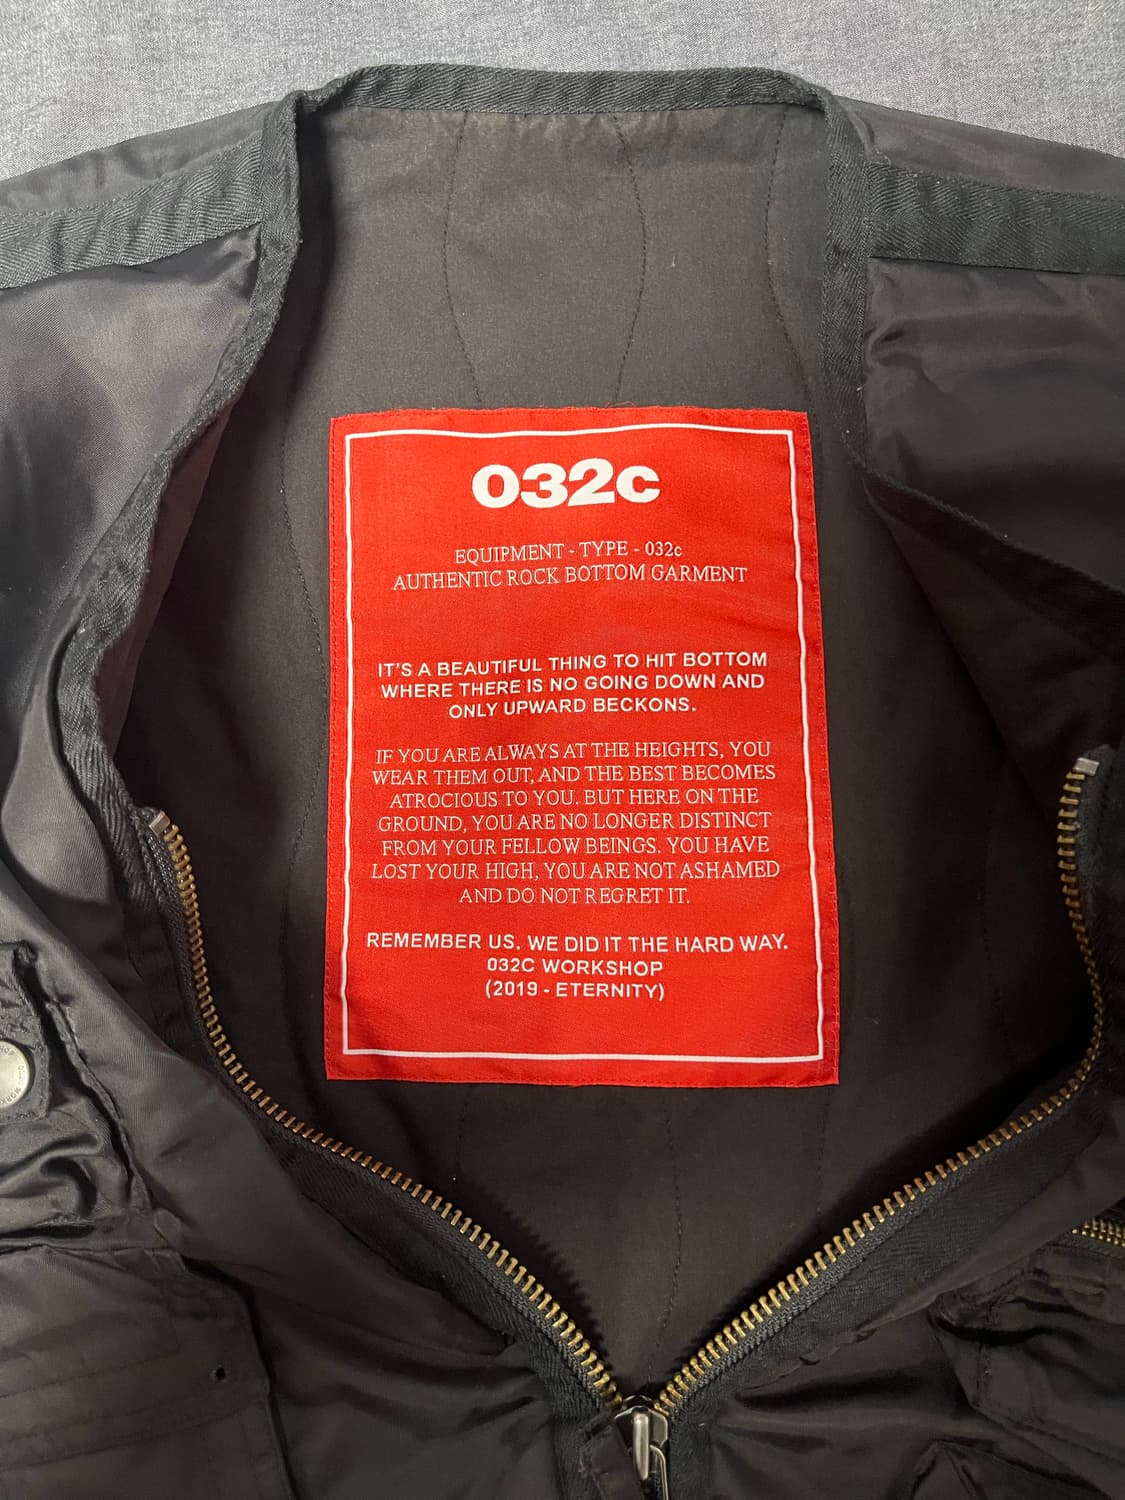 032c
EQUIPMENT - TYPE - 032c
AUTHENTIC ROCK BOTTOM GARMENT
IT'S A BEAUTIFUL THING TO HIT BOTTOM
WHERE THERE IS NO GOING DOWN AND
ONLY UPWARD BECKONS.
IF YOU ARE ALWAYS AT THE HEIGHTS, YOU
WEAR THEM OUT, AND THE BEST BECOMES
ATROCIOUS TO YOU. BUT HERE ON THE
GROUND, YOU ARE NO LONGER DISTINCT
FROM YOUR FELLOW BEINGS. YOU HAVE
LOST YOUR HIGH, YOU ARE NOT ASHAMED
AND DO NOT REGRET IT.
REMEMBER US. WE DID IT THE HARD WAY.
032C WORKSHOP
(2019 - ETERNITY)